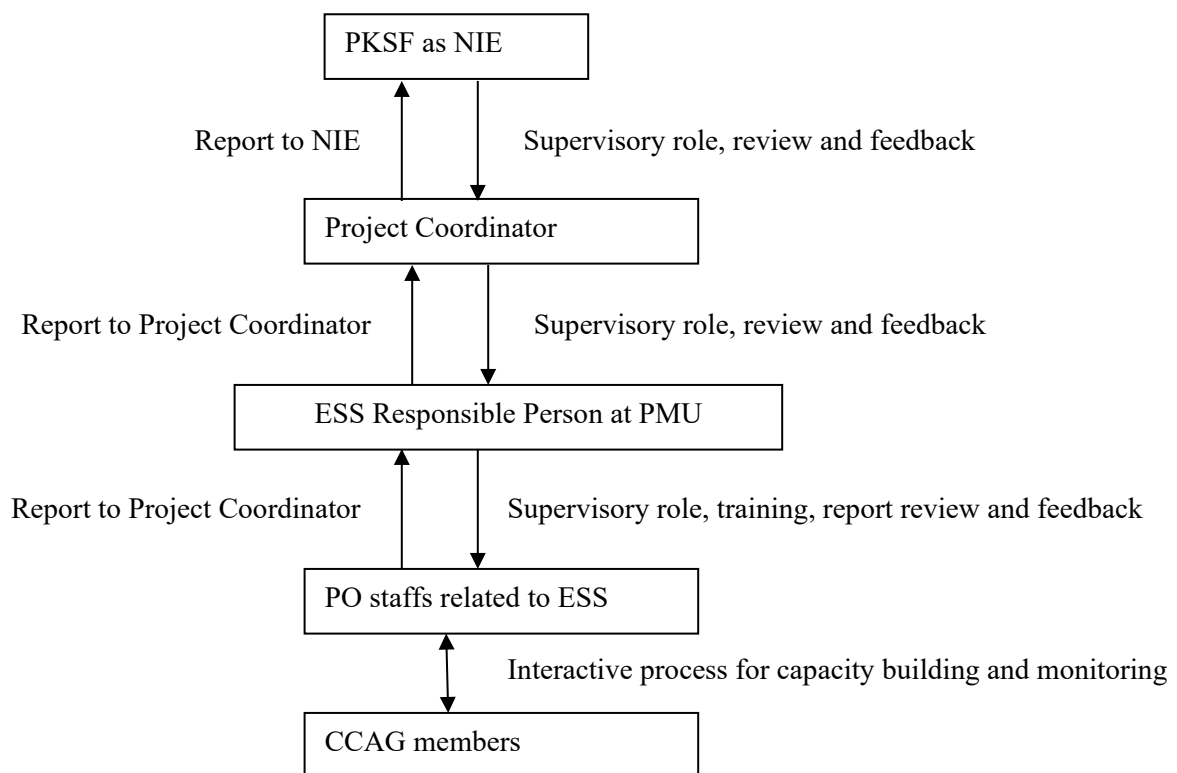 PKSF as NIE
Report to NIE
Supervisory role, review and feedback
Project Coordinator
Report to Project Coordinator
Supervisory role, review and feedback
ESS Responsible Person at PMU
Report to Project Coordinator
Supervisory role, training, report review and feedback
PO staffs related to ESS
Interactive process for capacity building and monitoring
CCAG members